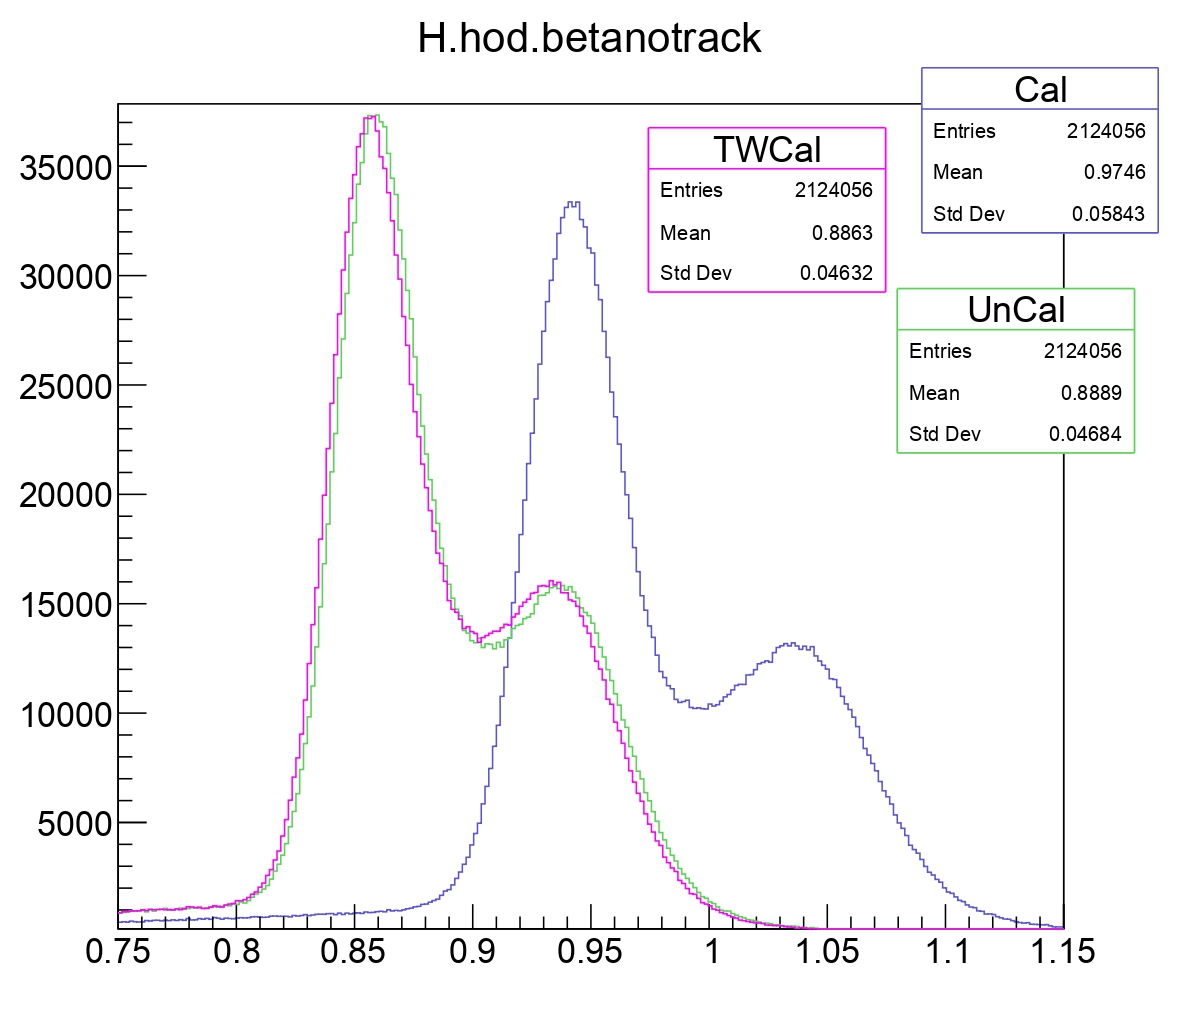 H.hod.betanotrack
Cal
Entries 2124056
Mean 0.9746
Std Dev 0.05843
TWCal
Entries 2124056
Mean 0.8863
Std Dev 0.04632
UnCal
Entries 2124056
Mean 0.8889
Std Dev 0.04684
35000
30000
25000
20000
15000
10000
5000
0.75 0.8 0.85 0.9 0.95 1 1.05 1.1 1.15